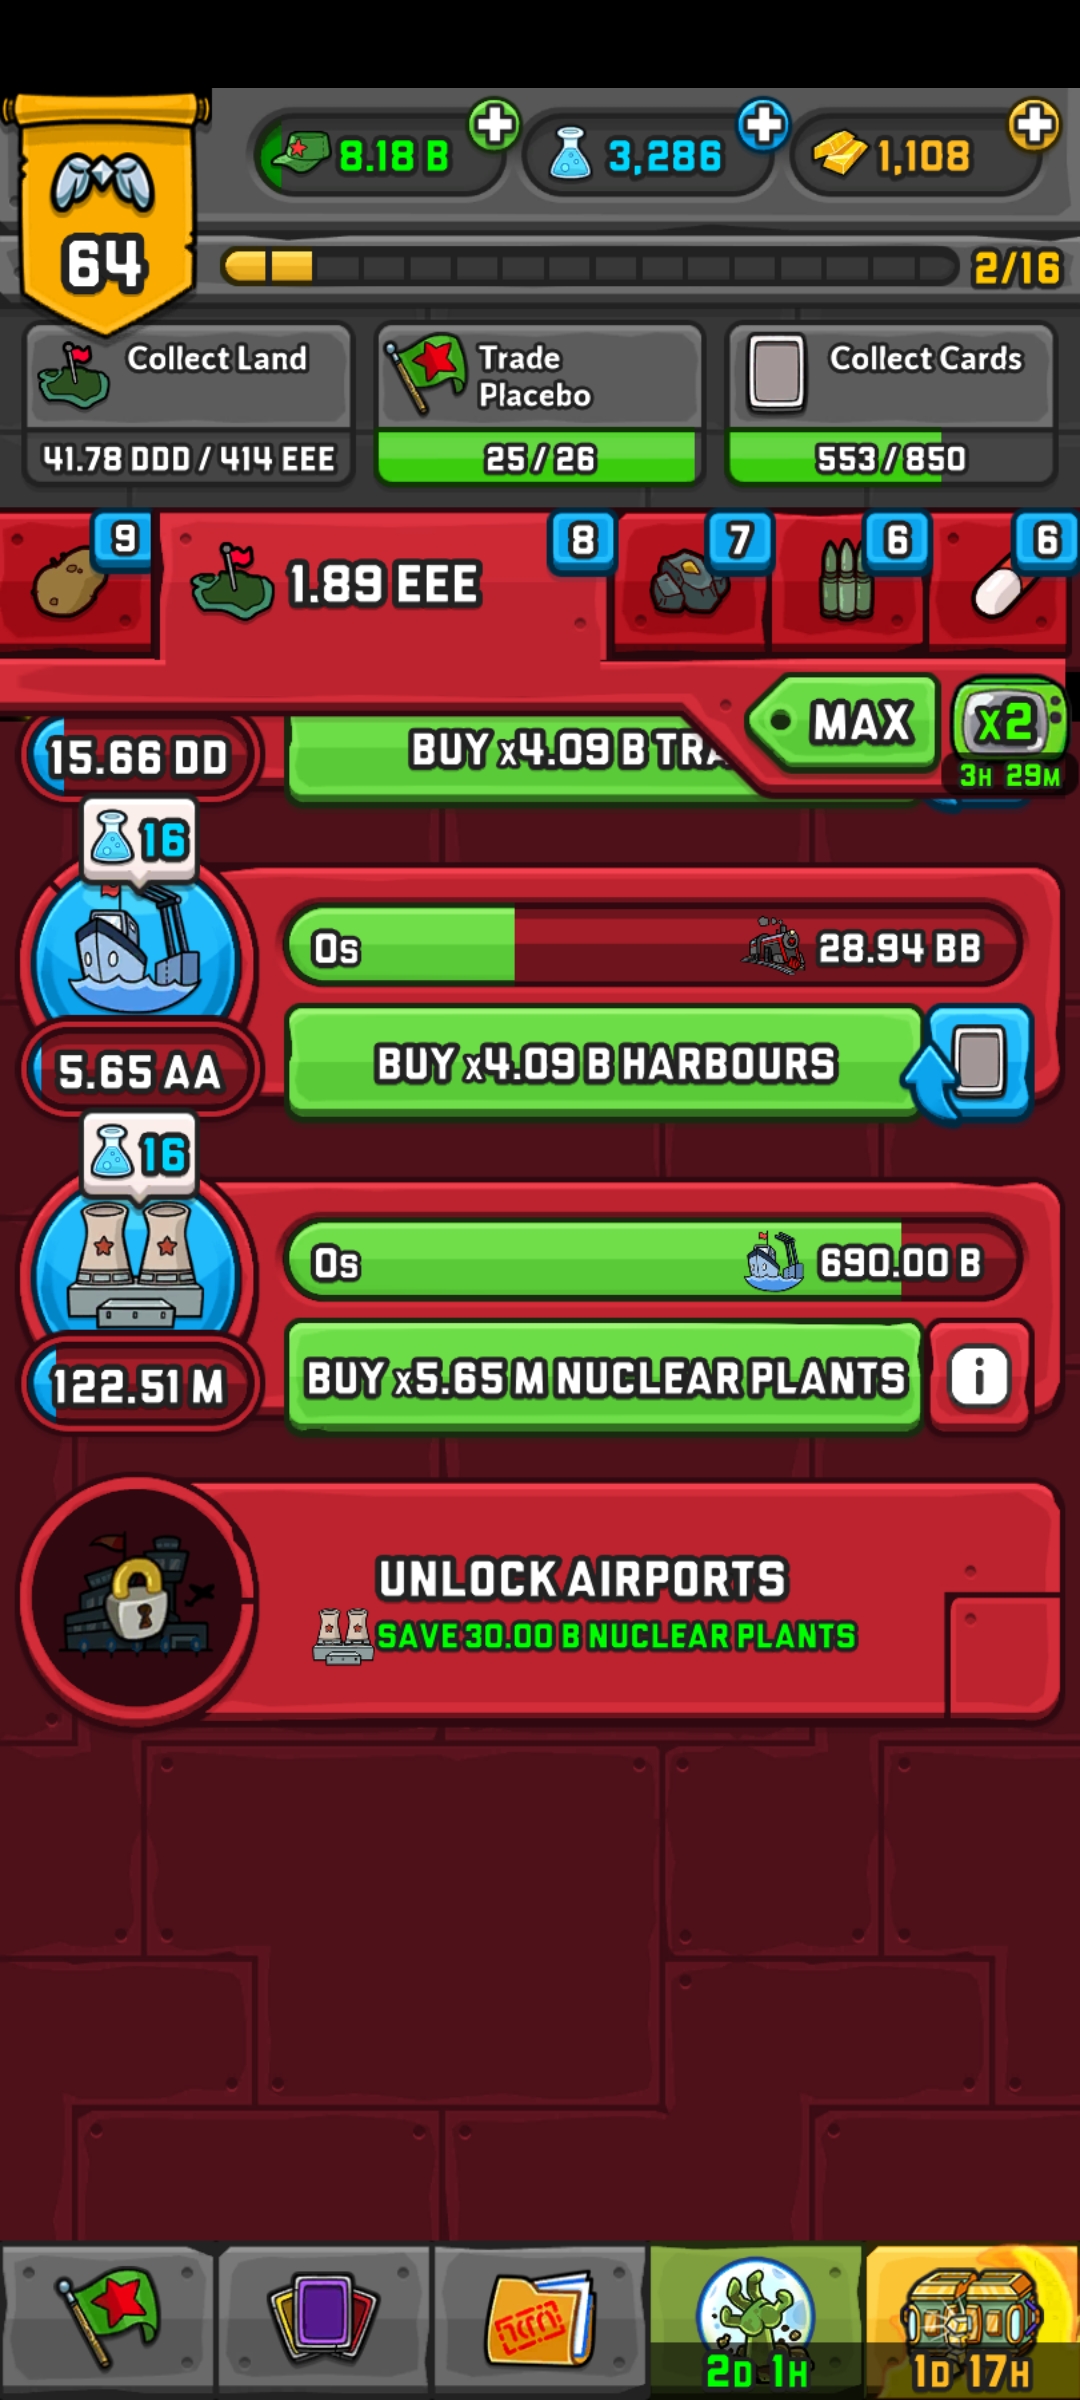 8.18 B
3,286
1,108
64
2/16
Collect Land
41.78 DDD / 414 EEE
Trade
Placebo
25 / 26
Collect Cards
553 / 850
9
1.89 EEE
8
7
6
6
MAX
x2
3H 29M
15.66 DD
BUY x4.09 B
16
0s
28.94 BB
5.65 AA
BUY x4.09 B HARBOURS
16
0s
690.00 B
122.51 M
BUY x5.65 M NUCLEAR PLANTS
i
UNLOCK AIRPORTS
SAVE 30.00 B NUCLEAR PLANTS
2D 1H
1D 17H